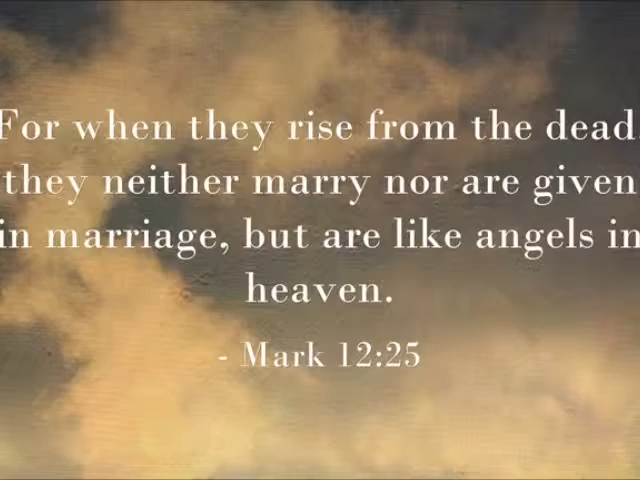 For when they rise from the dead,
they neither marry nor are given
in marriage, but are like angels in
heaven.
- Mark 12:25